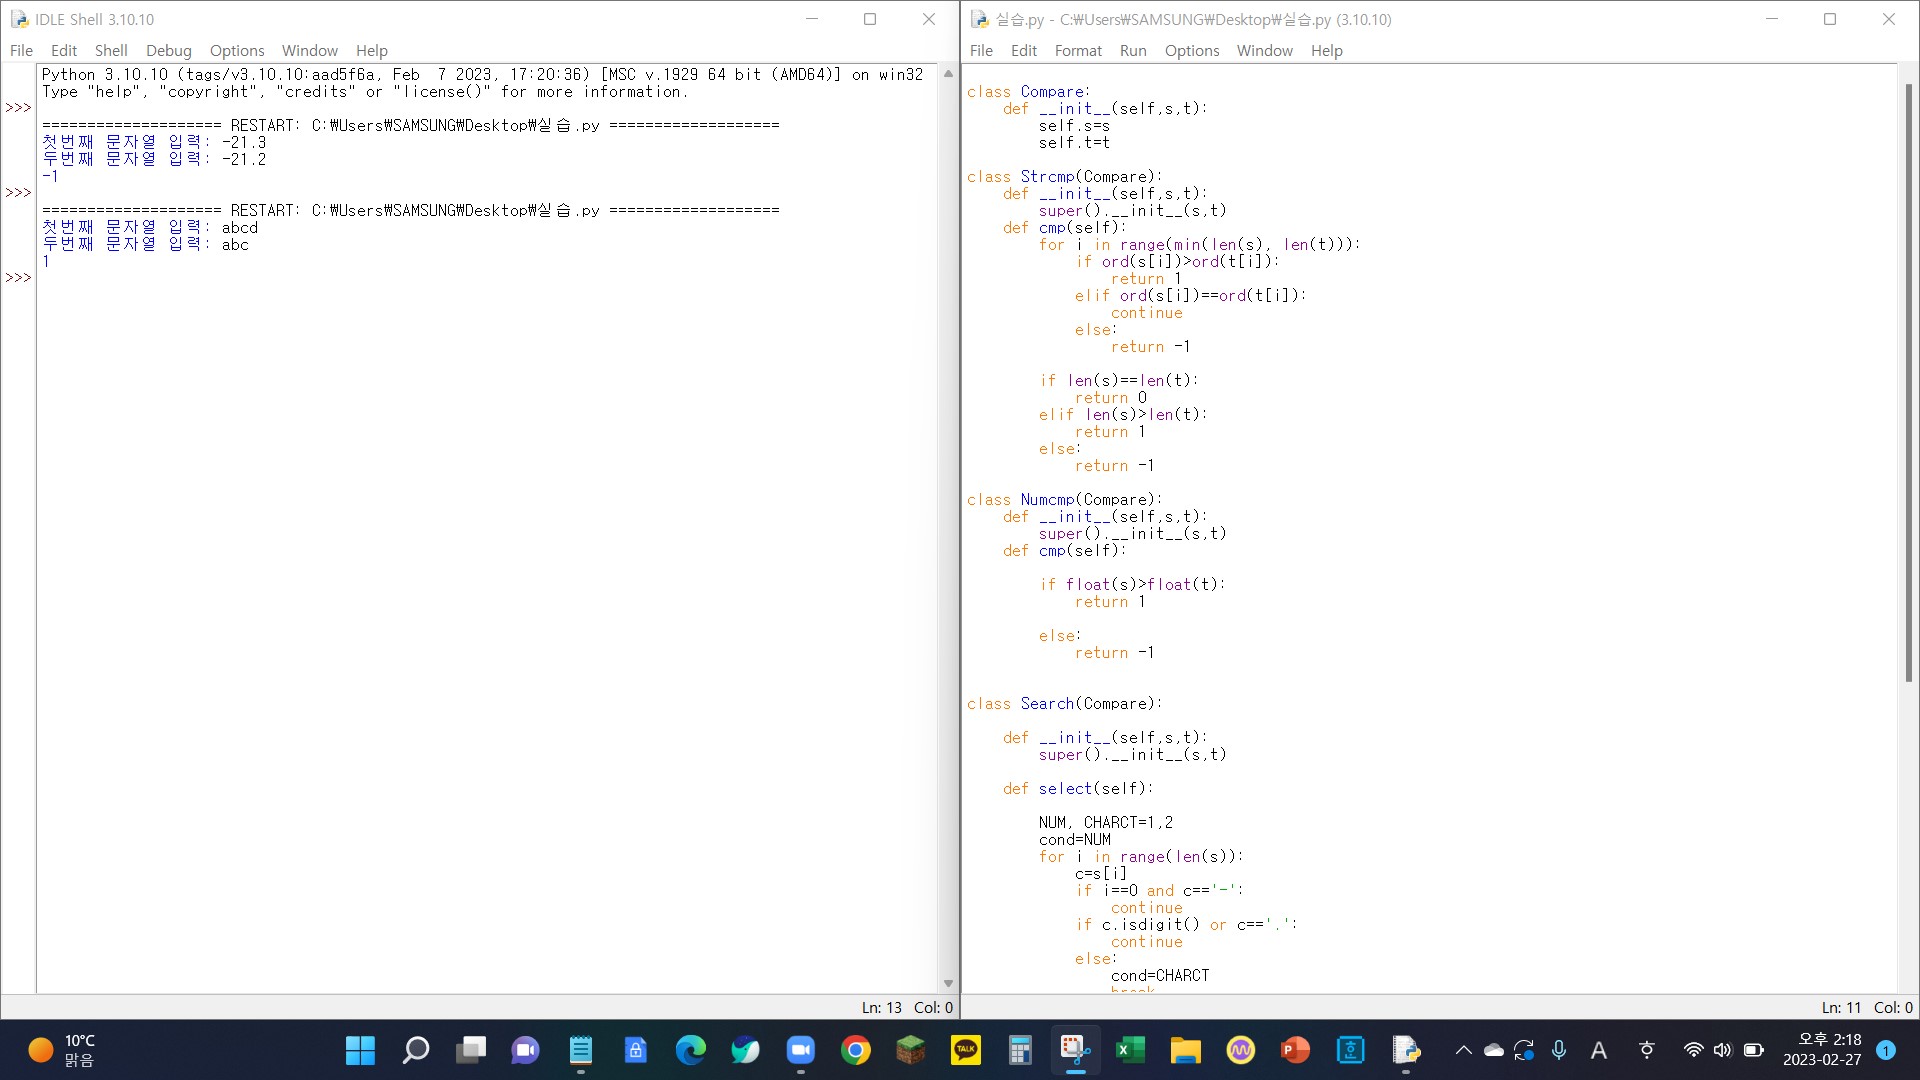 IDLE Shell 3.10.10
File Edit Shell Debug Options Window Help
Python 3.10.10 (tags/v3.10.10:aad5f6a, Feb  7 2023, 17:20:36) [MSC v.1929 64 bit (AMD64)] on win32
Type "help", "copyright", "credits" or "license()" for more information.
>>>
==================== RESTART: C:₩Users₩SAMSUNG₩Desktop₩실습.py ===================
첫번째 문자열 입력: -21.3
두번째 문자열 입력: -21.2
-1
>>>
==================== RESTART: C:₩Users₩SAMSUNG₩Desktop₩실습.py ===================
첫번째 문자열 입력: abcd
두번째 문자열 입력: abc
1
>>>
Ln: 13 Col: 0
실습.py - C:₩Users₩SAMSUNG₩Desktop₩실습.py (3.10.10)
File Edit Format Run Options Window Help
class Compare:
    def __init__(self,s,t):
        self.s=s
        self.t=t
class Strcmp(Compare):
    def __init__(self,s,t):
        super().__init__(s,t)
    def cmp(self):
        for i in range(min(len(s), len(t))):
            if ord(s[i])>ord(t[i]):
                return 1
            elif ord(s[i])==ord(t[i]):
                continue
            else:
                return -1
        if len(s)==len(t):
            return 0
        elif len(s)>len(t):
            return 1
        else:
            return -1
class Numcmp(Compare):
    def __init__(self,s,t):
        super().__init__(s,t)
    def cmp(self):
        if float(s)>float(t):
            return 1
        else:
            return -1
class Search(Compare):
    def __init__(self,s,t):
        super().__init__(s,t)
    def select(self):
        NUM, CHARCT=1,2
        cond=NUM
        for i in range(len(s)):
            c=s[i]
            if i==0 and c=='-':
                continue
            if c.isdigit() or c=='.':
                continue
            else:
                cond=CHARCT
                break
Ln: 11 Col: 0
10°C
맑음
TALK
A
오후 2:18
2023-02-27
1